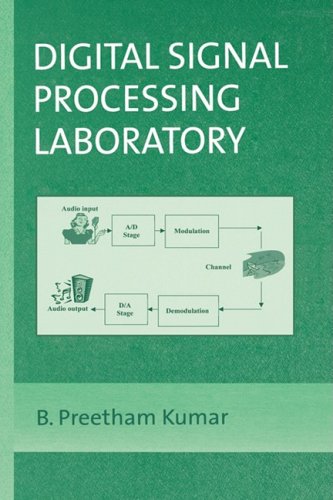 DIGITAL SIGNAL
PROCESSING
LABORATORY
Audio input
A/D
Stage
Modulation
Channel
Audio output
D/A
Stage
Demodulation
B. Preetham Kumar